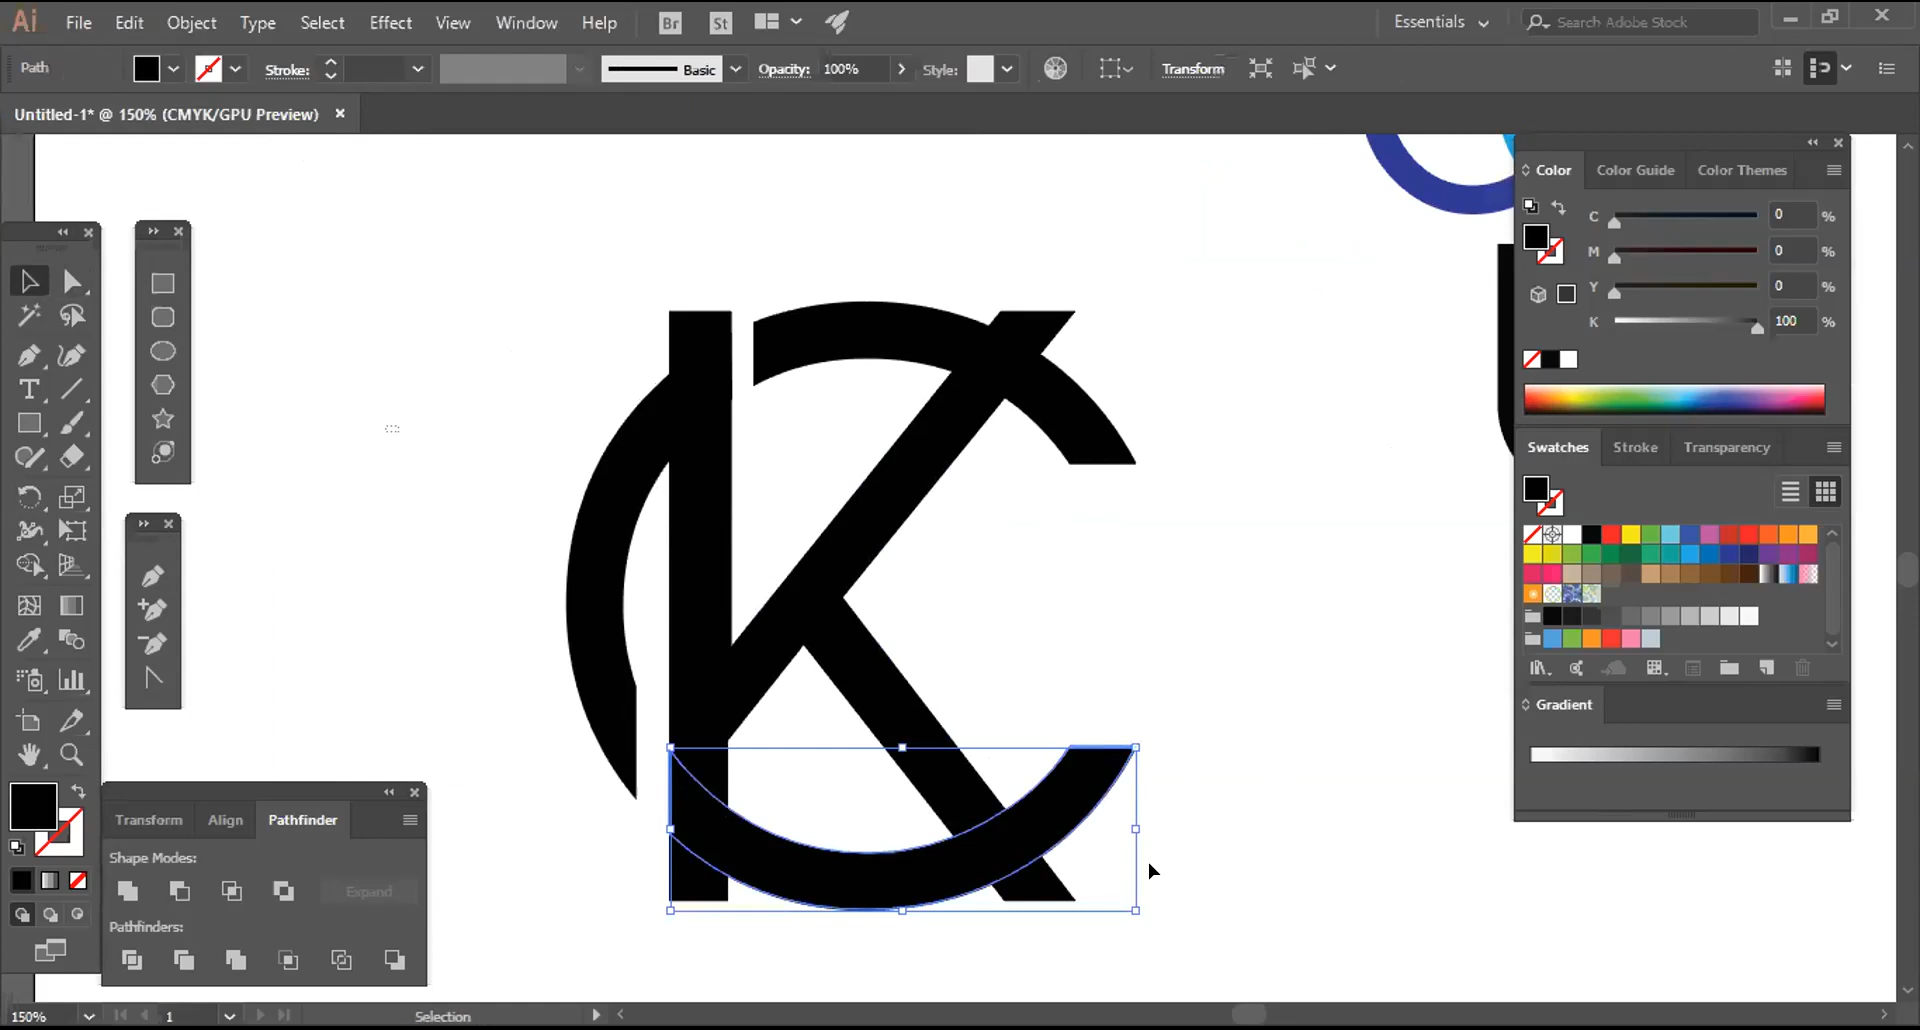 Ai File Edit Object Type Select Effect View Window Help Br St Essentials Search Adobe Stock
Path Stroke: Basic Opacity: 100% Style: Transform
Untitled-1* @ 150% (CMYK/GPU Preview)
Color Color Guide Color Themes
C 0 %
M 0 %
Y 0 %
K 100 %
Swatches Stroke Transparency
Gradient
T
CK
Transform Align Pathfinder
Shape Modes:
Expand
Pathfinders:
150% 1 Selection